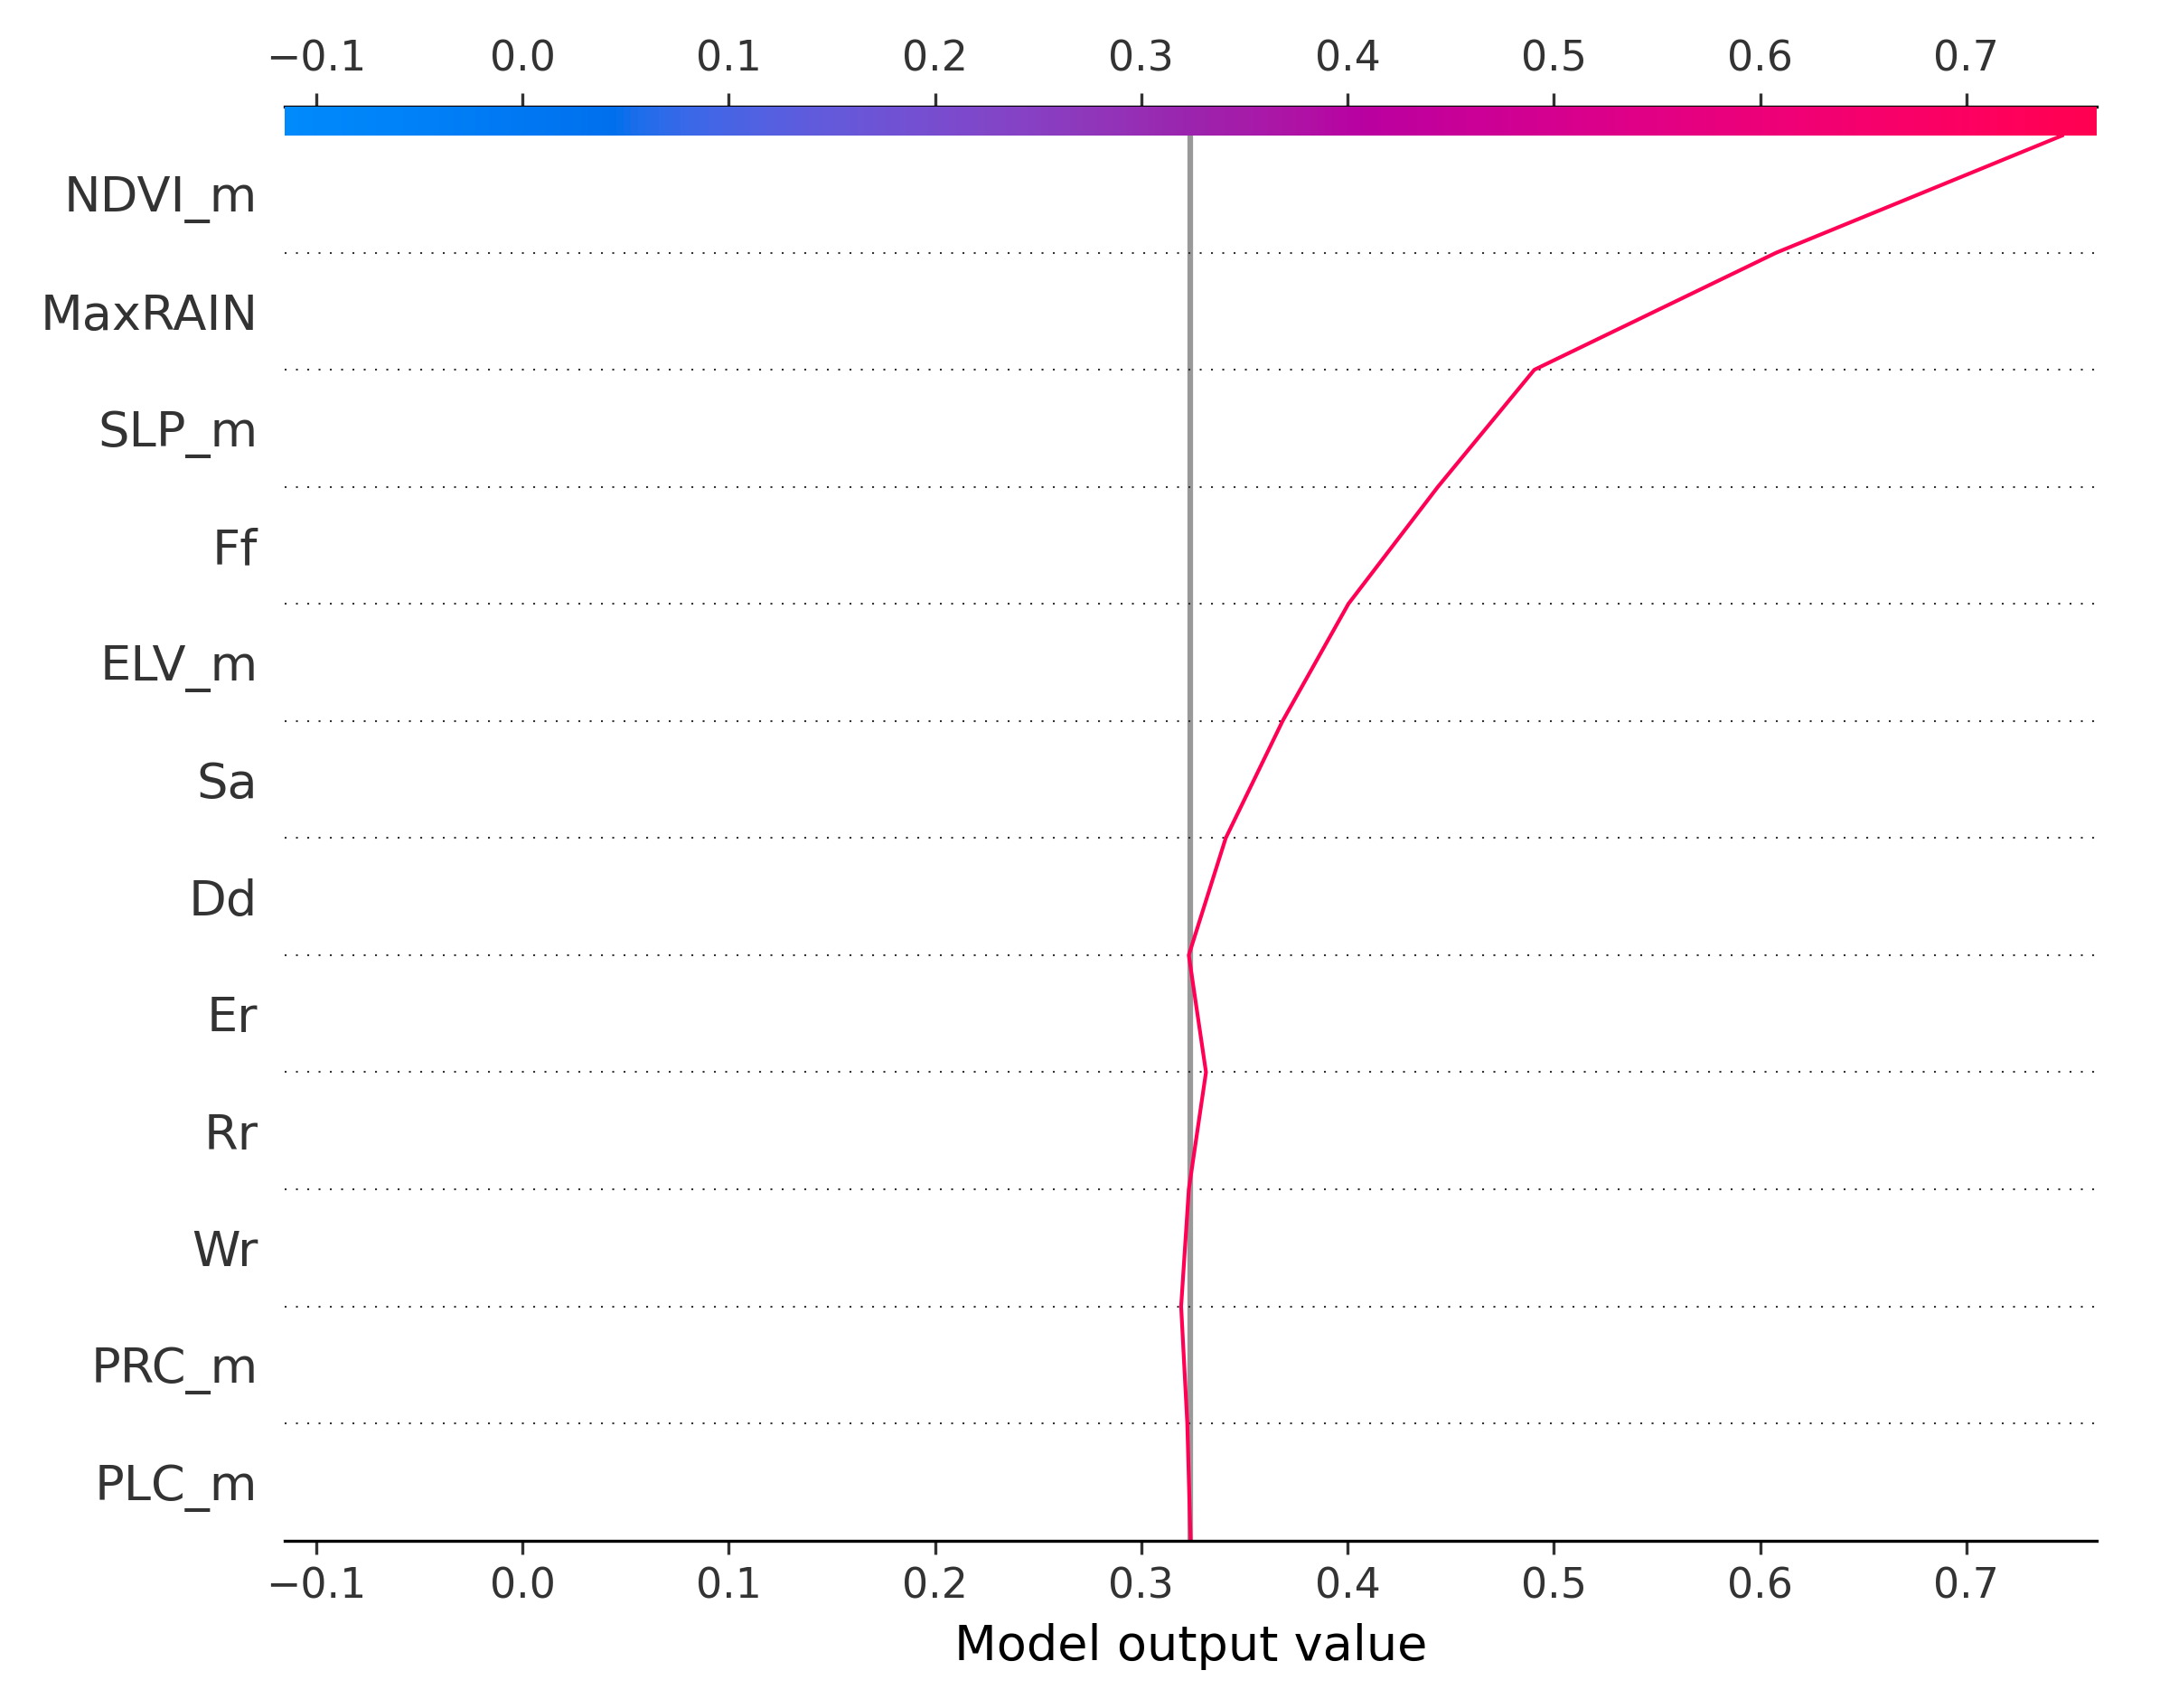 −0.1 0.0 0.1 0.2 0.3 0.4 0.5 0.6 0.7
NDVI_m
MaxRAIN
SLP_m
Ff
ELV_m
Sa
Dd
Er
Rr
Wr
PRC_m
PLC_m
−0.1 0.0 0.1 0.2 0.3 0.4 0.5 0.6 0.7
Model output value